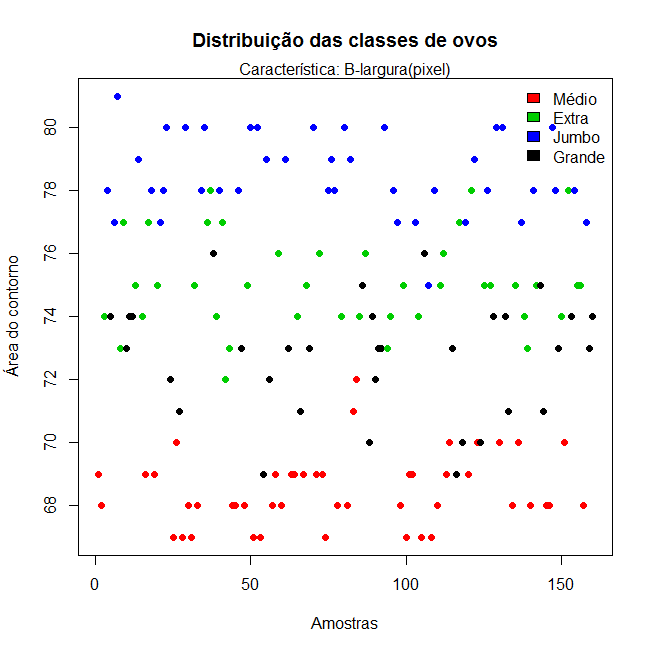 Distribuição das classes de ovos
Característica: B-largura(pixel)
Médio
Extra
Jumbo
Grande
Área do contorno
80
78
76
74
72
70
68
0 50 100 150
Amostras